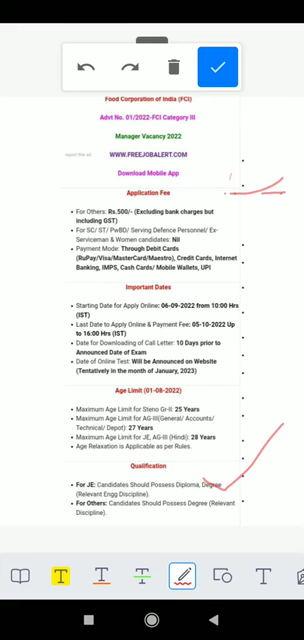 Food Corporation of India (FCI)
Advt No. 01/2022-FCI Category III
Manager Vacancy 2022
report this ad
WWW.FREEJOBALERT.COM
Download Mobile App
Application Fee
For Others: Rs.500/- (Excluding bank charges but
including GST)
For SC/ ST/ PwBD/ Serving Defence Personnel/ Ex-
Serviceman & Women candidates: Nil
Payment Mode: Through Debit Cards
(RuPay/Visa/MasterCard/Maestro), Credit Cards, Internet
Banking, IMPS, Cash Cards/ Mobile Wallets, UPI
Important Dates
Starting Date for Apply Online: 06-09-2022 from 10:00 Hrs
(IST)
Last Date to Apply Online & Payment Fee: 05-10-2022 Up
to 16:00 Hrs (IST)
Date for Downloading of Call Letter: 10 Days prior to
Announced Date of Exam
Date of Online Test: Will be Announced on Website
(Tentatively in the month of January, 2023)
Age Limit (01-08-2022)
Maximum Age Limit for Steno Gr-II: 25 Years
Maximum Age Limit for AG-III(General/ Accounts/
Technical/ Depot): 27 Years
Maximum Age Limit for JE, AG-III (Hindi): 28 Years
Age Relaxation is Applicable as per Rules.
Qualification
For JE: Candidates Should Possess Diploma, Degree
(Relevant Engg Discipline).
For Others: Candidates Should Possess Degree (Relevant
Discipline).
T T T T